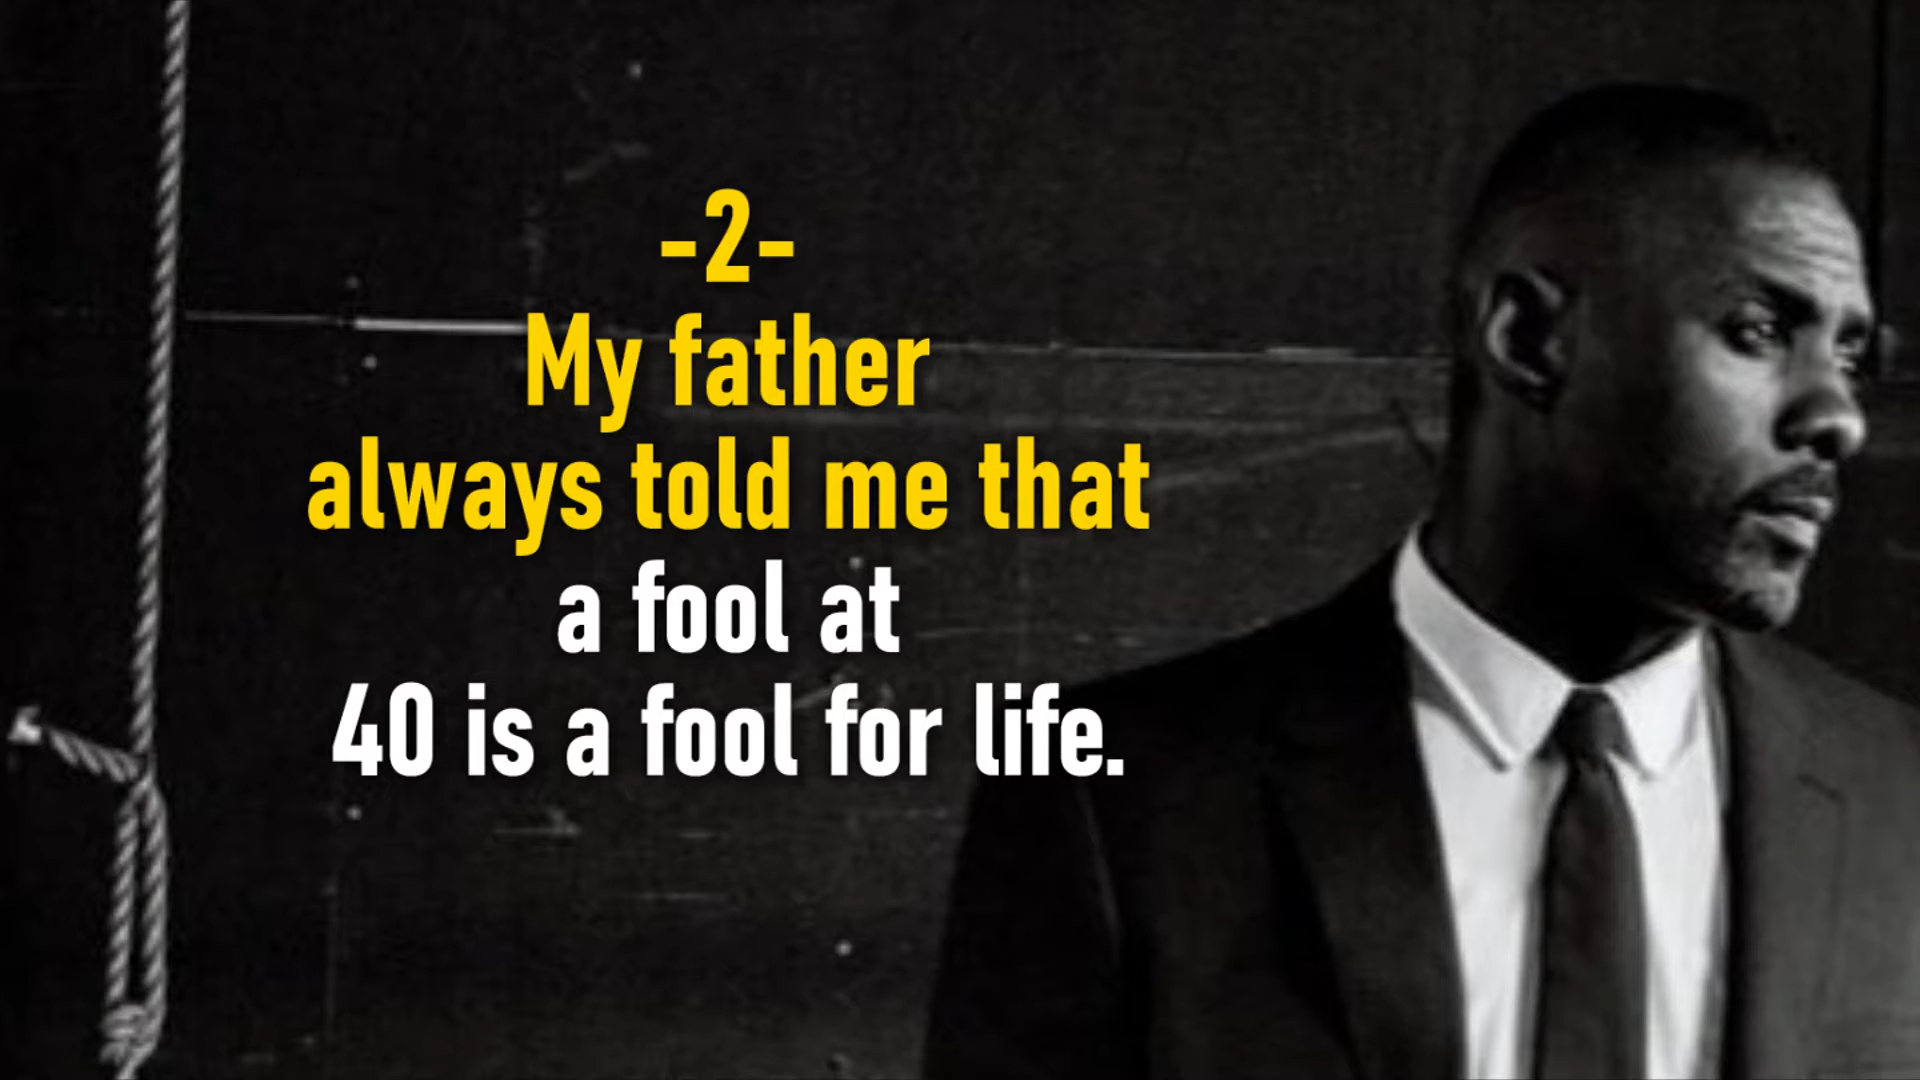 -2-
My father
always told me that
a fool at
40 is a fool for life.